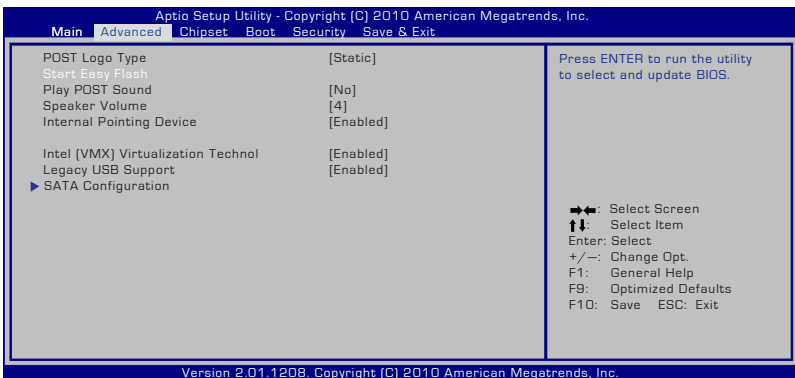 Aptio Setup Utility - Copyright (C) 2010 American Megatrends, Inc.
Main Advanced Chipset Boot Security Save & Exit
POST Logo Type [Static]
Start Easy Flash
Play POST Sound [No]
Speaker Volume [4]
Internal Pointing Device [Enabled]
Intel (VMX) Virtualization Technol [Enabled]
Legacy USB Support [Enabled]
SATA Configuration
Press ENTER to run the utility
to select and update BIOS.
→←: Select Screen
↑↓: Select Item
Enter: Select
+/—: Change Opt.
F1: General Help
F9: Optimized Defaults
F10: Save ESC: Exit
Version 2.01.1208. Copyright (C) 2010 American Megatrends, Inc.